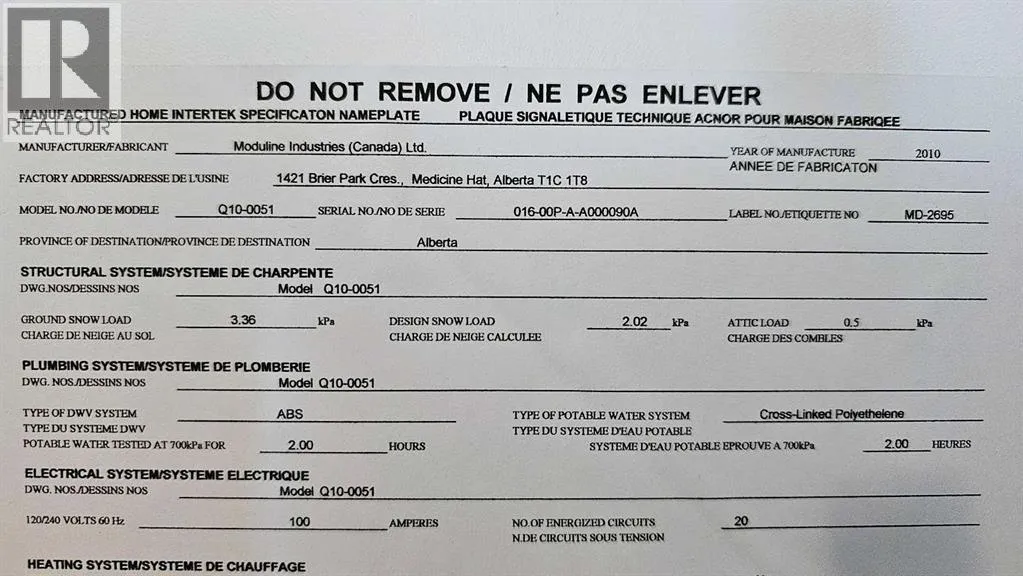 R
REALTOR
DO NOT REMOVE / NE PAS ENLEVER
MANUFACTURED HOME INTERTEK SPECIFICATON NAMEPLATE PLAQUE SIGNALETIQUE TECHNIQUE ACNOR POUR MAISON FABRIQEE
MANUFACTURER/FABRICANT Moduline Industries (Canada) Ltd. YEAR OF MANUFACTURE 2010
ANNEE DE FABRICATON
FACTORY ADDRESS/ADRESSE DE L'USINE 1421 Brier Park Cres., Medicine Hat, Alberta T1C 1T8
MODEL NO./NO DE MODELE Q10-0051 SERIAL NO./NO DE SERIE 016-00P-A-A000090A LABEL NO./ETIQUETTE NO MD-2695
PROVINCE OF DESTINATION/PROVINCE DE DESTINATION Alberta
STRUCTURAL SYSTEM/SYSTEME DE CHARPENTE
DWG.NOS/DESSINS NOS Model Q10-0051
GROUND SNOW LOAD 3.36 kPa DESIGN SNOW LOAD 2.02 kPa ATTIC LOAD 0.5 kPa
CHARGE DE NEIGE AU SOL CHARGE DE NEIGE CALCULEE CHARGE DES COMBLES
PLUMBING SYSTEM/SYSTEME DE PLOMBERIE
DWG. NOS./DESSINS NOS Model Q10-0051
TYPE OF DWV SYSTEM ABS TYPE OF POTABLE WATER SYSTEM Cross-Linked Polyethelene
TYPE DU SYSTEME DWV TYPE DU SYSTEME D'EAU POTABLE
POTABLE WATER TESTED AT 700kPa FOR 2.00 HOURS SYSTEME D'EAU POTABLE EPROUVE A 700kPa 2.00 HEURES
ELECTRICAL SYSTEM/SYSTEME ELECTRIQUE
DWG. NOS./DESSINS NOS Model Q10-0051
120/240 VOLTS 60 Hz 100 AMPERES NO.OF ENERGIZED CIRCUITS 20
N.DE CIRCUITS SOUS TENSION
HEATING SYSTEM/SYSTEME DE CHAUFFAGE